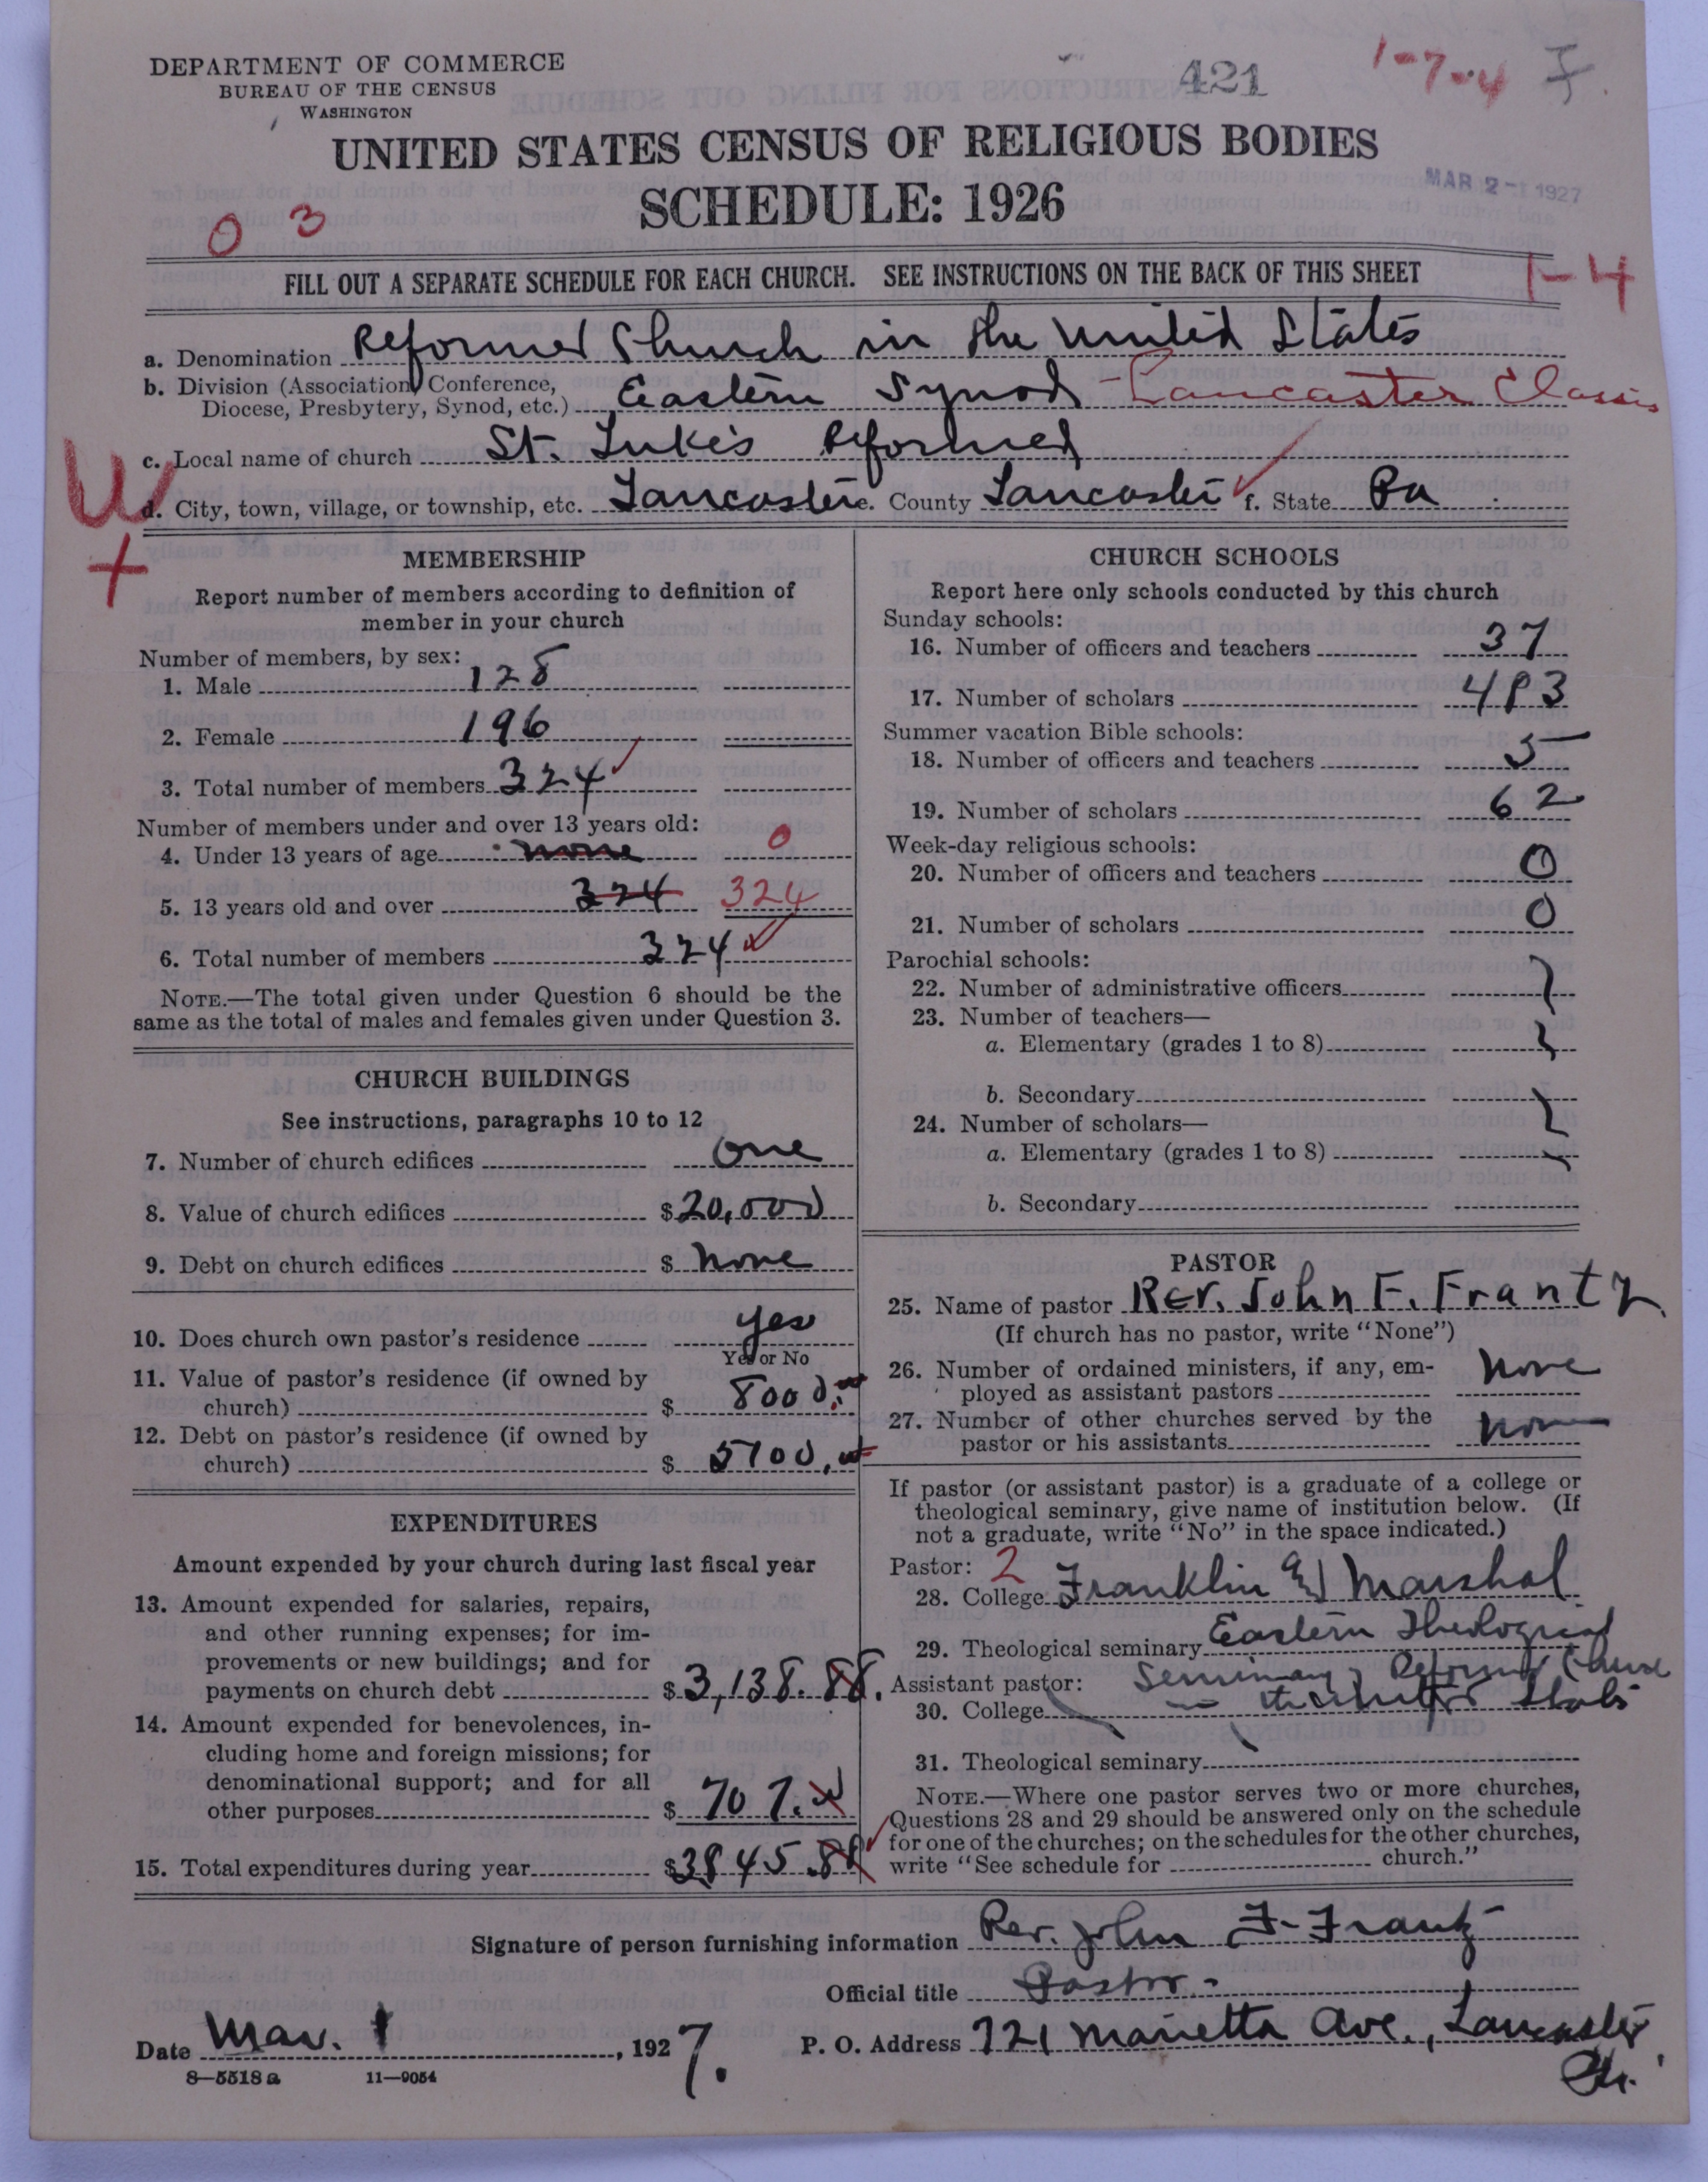 DEPARTMENT OF COMMERCE
BUREAU OF THE CENSUS
WASHINGTON
421
1-7-4
UNITED STATES CENSUS OF RELIGIOUS BODIES
SCHEDULE: 1926
MAR 2 - 1927
0 3
FILL OUT A SEPARATE SCHEDULE FOR EACH CHURCH. SEE INSTRUCTIONS ON THE BACK OF THIS SHEET
1-4
a. Denomination Reformed Church in the United States
b. Division (Association, Conference,
Diocese, Presbytery, Synod, etc.) Eastern Synod - Lancaster Classis
c. Local name of church St. Luke's Reformed
d. City, town, village, or township, etc. Lancaster e. County Lancaster f. State Pa
MEMBERSHIP
Report number of members according to definition of
member in your church
Number of members, by sex:
1. Male 128
2. Female 196
3. Total number of members 324
Number of members under and over 13 years old:
4. Under 13 years of age none 0
5. 13 years old and over 324 324
6. Total number of members 324
NOTE.—The total given under Question 6 should be the
same as the total of males and females given under Question 3.
CHURCH BUILDINGS
See instructions, paragraphs 10 to 12
7. Number of church edifices one
8. Value of church edifices $20,000
9. Debt on church edifices $ none
10. Does church own pastor's residence yes
Yes or No
11. Value of pastor's residence (if owned by
church) $ 8000.
12. Debt on pastor's residence (if owned by
church) $ 5700.
EXPENDITURES
Amount expended by your church during last fiscal year
13. Amount expended for salaries, repairs,
and other running expenses; for im-
provements or new buildings; and for
payments on church debt $3,138.88.
14. Amount expended for benevolences, in-
cluding home and foreign missions; for
denominational support; and for all
other purposes $ 707.
15. Total expenditures during year $3845.88
CHURCH SCHOOLS
Report here only schools conducted by this church
Sunday schools:
16. Number of officers and teachers 37
17. Number of scholars 493
Summer vacation Bible schools:
18. Number of officers and teachers 5
19. Number of scholars 62
Week-day religious schools:
20. Number of officers and teachers 0
21. Number of scholars 0
Parochial schools:
22. Number of administrative officers
23. Number of teachers—
a. Elementary (grades 1 to 8)
b. Secondary
24. Number of scholars—
a. Elementary (grades 1 to 8)
b. Secondary
PASTOR
25. Name of pastor Rev. John F. Frantz
(If church has no pastor, write "None")
26. Number of ordained ministers, if any, em-
ployed as assistant pastors none
27. Number of other churches served by the
pastor or his assistants none
If pastor (or assistant pastor) is a graduate of a college or
theological seminary, give name of institution below. (If
not a graduate, write "No" in the space indicated.)
Pastor: 2
28. College Franklin & Marshal
29. Theological seminary Eastern Theological
Assistant pastor: Seminary Reformed Church
30. College in the United States
31. Theological seminary
NOTE.—Where one pastor serves two or more churches,
Questions 28 and 29 should be answered only on the schedule
for one of the churches; on the schedules for the other churches,
write "See schedule for church."
Signature of person furnishing information Rev. John F. Frantz
Official title Pastor.
Date Mar. 1, 1927. P. O. Address 721 Marietta Ave., Lancaster
Pa.
8—5518 a 11—9054